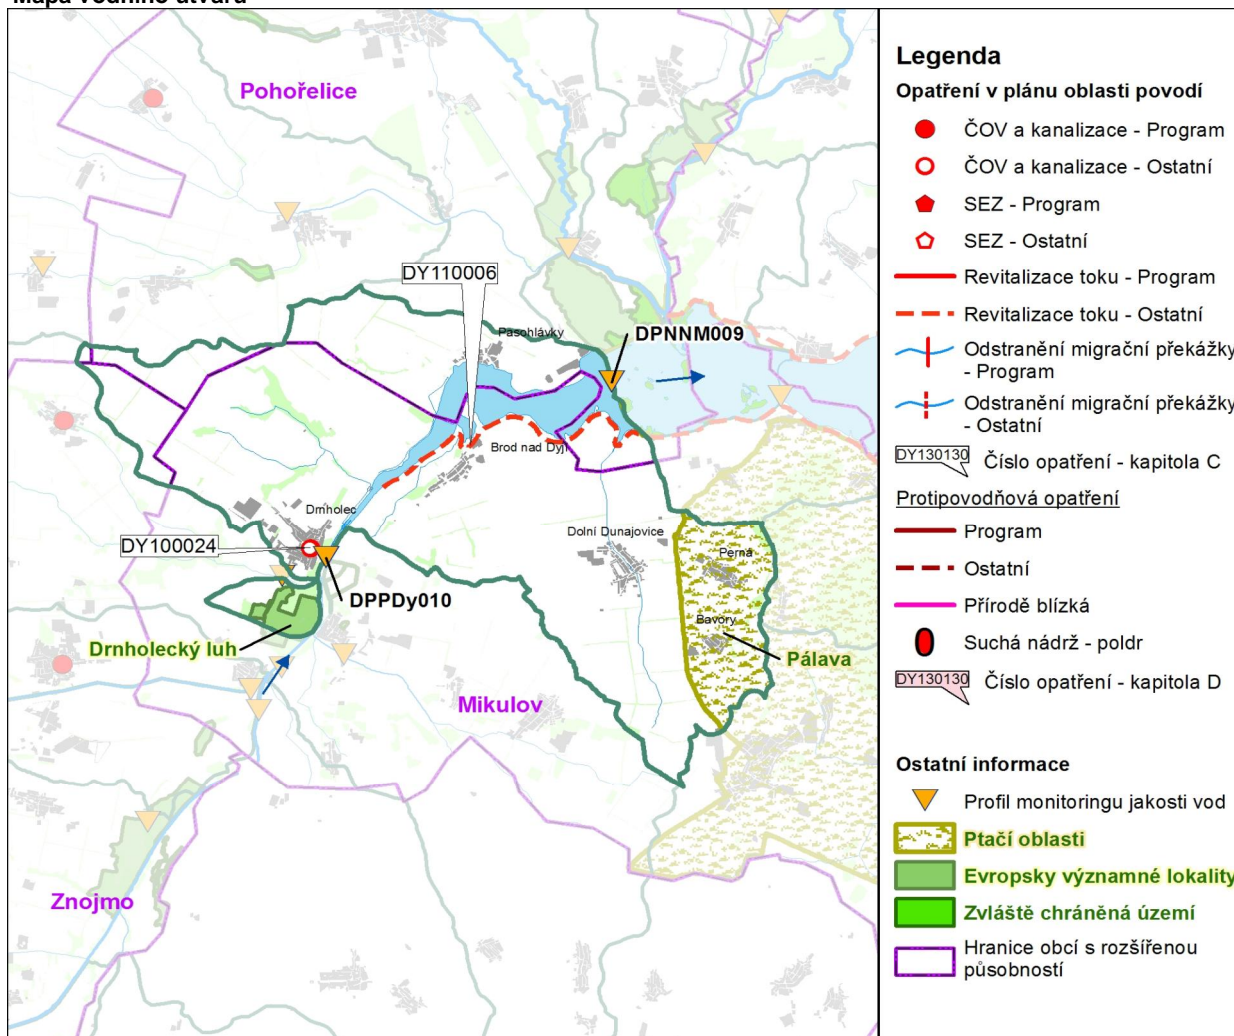 Mapa vodního útvaru
Pohořelice
DY110006
Pasohlávky
DPNNM009
Brod nad Dyjí
Drnholec
DY100024
Dolní Dunajovice
Perná
DPPDy010
Bavory
Drnholecký luh
Pálava
Mikulov
Znojmo
Legenda
Opatření v plánu oblasti povodí
ČOV a kanalizace - Program
ČOV a kanalizace - Ostatní
SEZ - Program
SEZ - Ostatní
Revitalizace toku - Program
Revitalizace toku - Ostatní
Odstranění migrační překážky
- Program
Odstranění migrační překážky
- Ostatní
DY130130 Číslo opatření - kapitola C
Protipovodňová opatření
Program
Ostatní
Přírodě blízká
Suchá nádrž - poldr
DY130130 Číslo opatření - kapitola D
Ostatní informace
Profil monitoringu jakosti vod
Ptačí oblasti
Evropsky významné lokality
Zvláště chráněná území
Hranice obcí s rozšířenou
působností